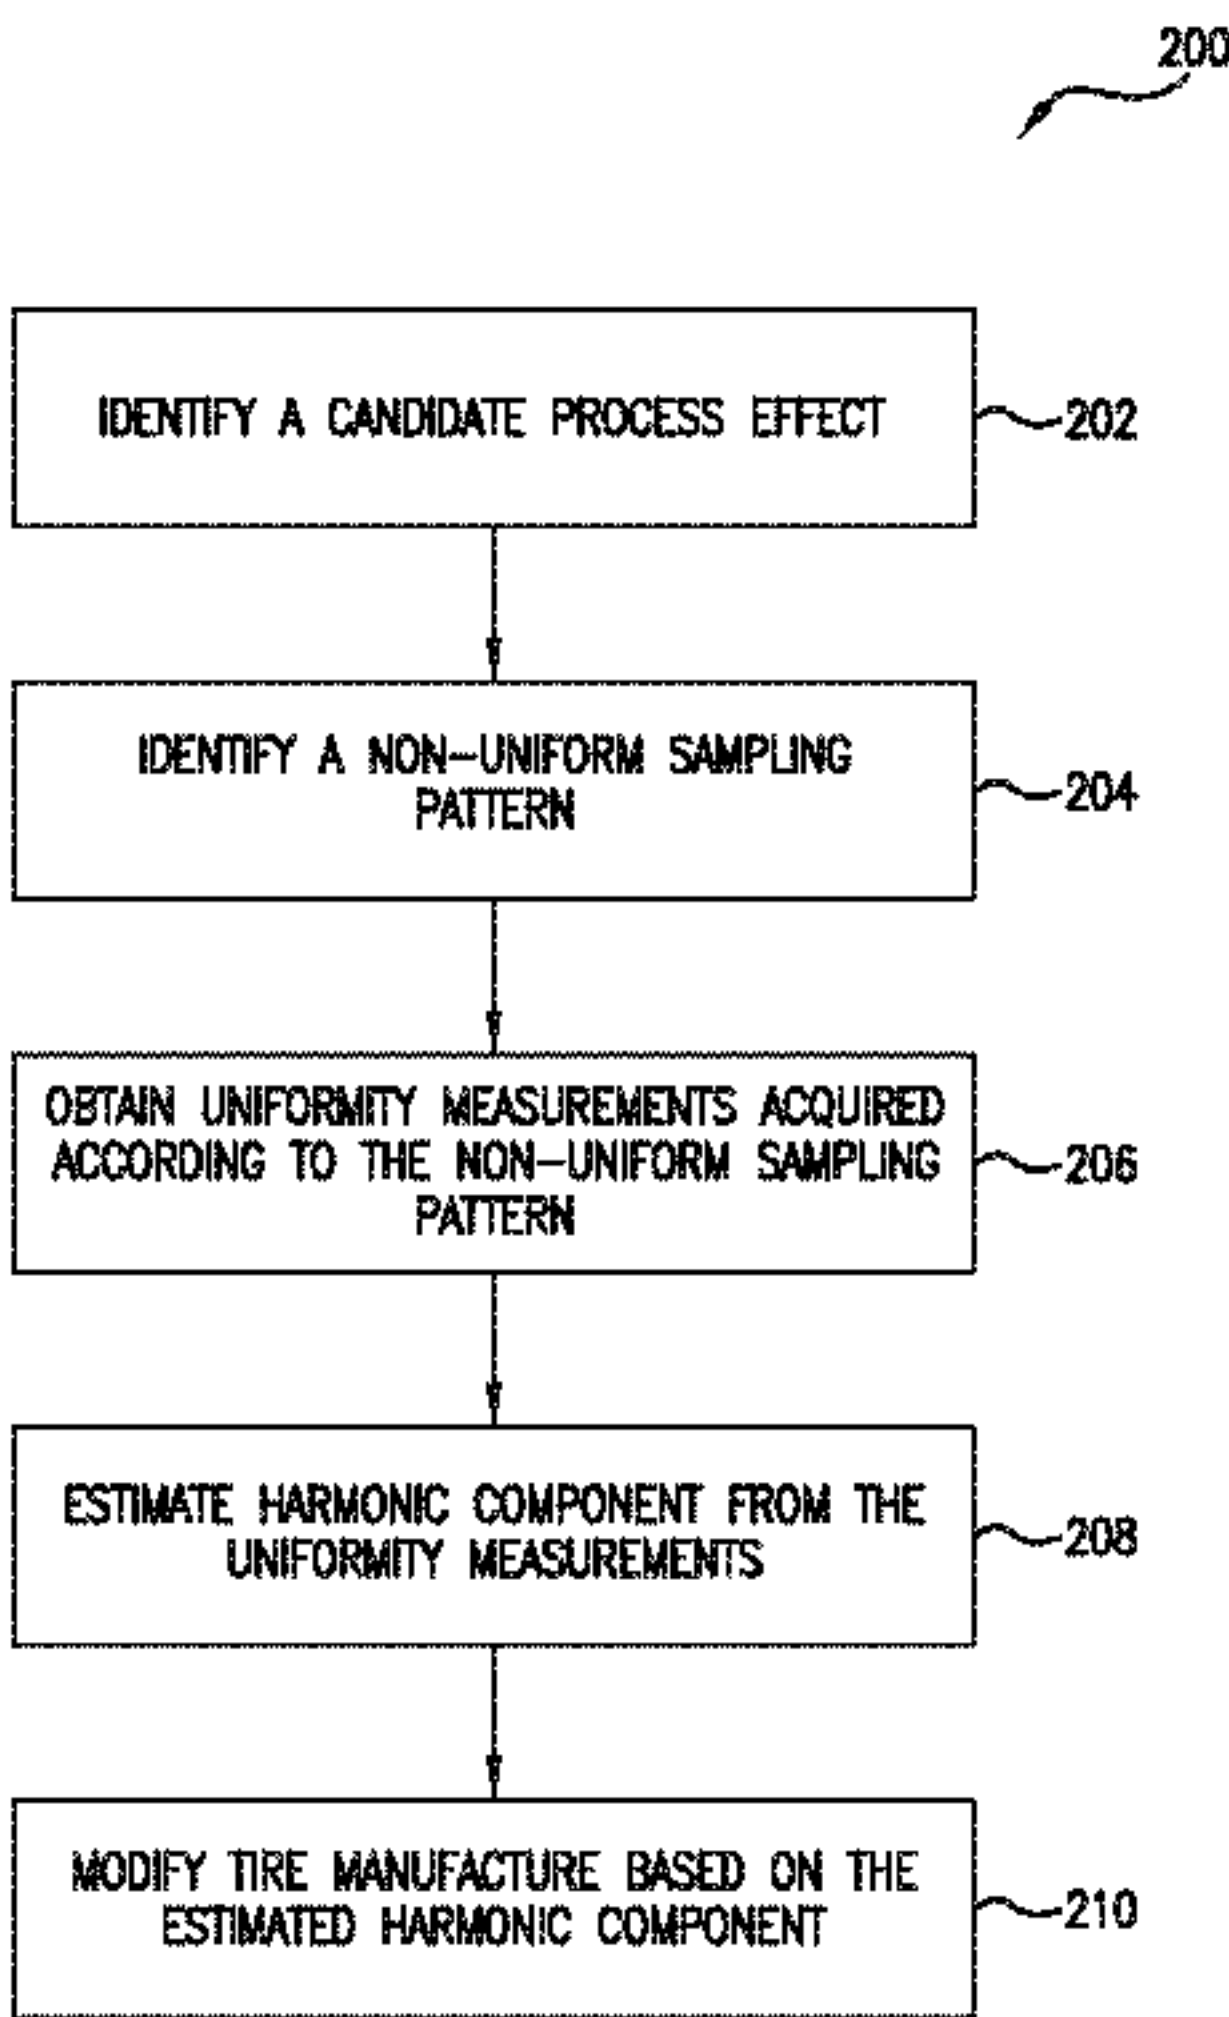 200
IDENTIFY A CANDIDATE PROCESS EFFECT
202
IDENTIFY A NON-UNIFORM SAMPLING
PATTERN
204
OBTAIN UNIFORMITY MEASUREMENTS ACQUIRED
ACCORDING TO THE NON-UNIFORM SAMPLING
PATTERN
206
ESTIMATE HARMONIC COMPONENT FROM THE
UNIFORMITY MEASUREMENTS
208
MODIFY TIRE MANUFACTURE BASED ON THE
ESTIMATED HARMONIC COMPONENT
210